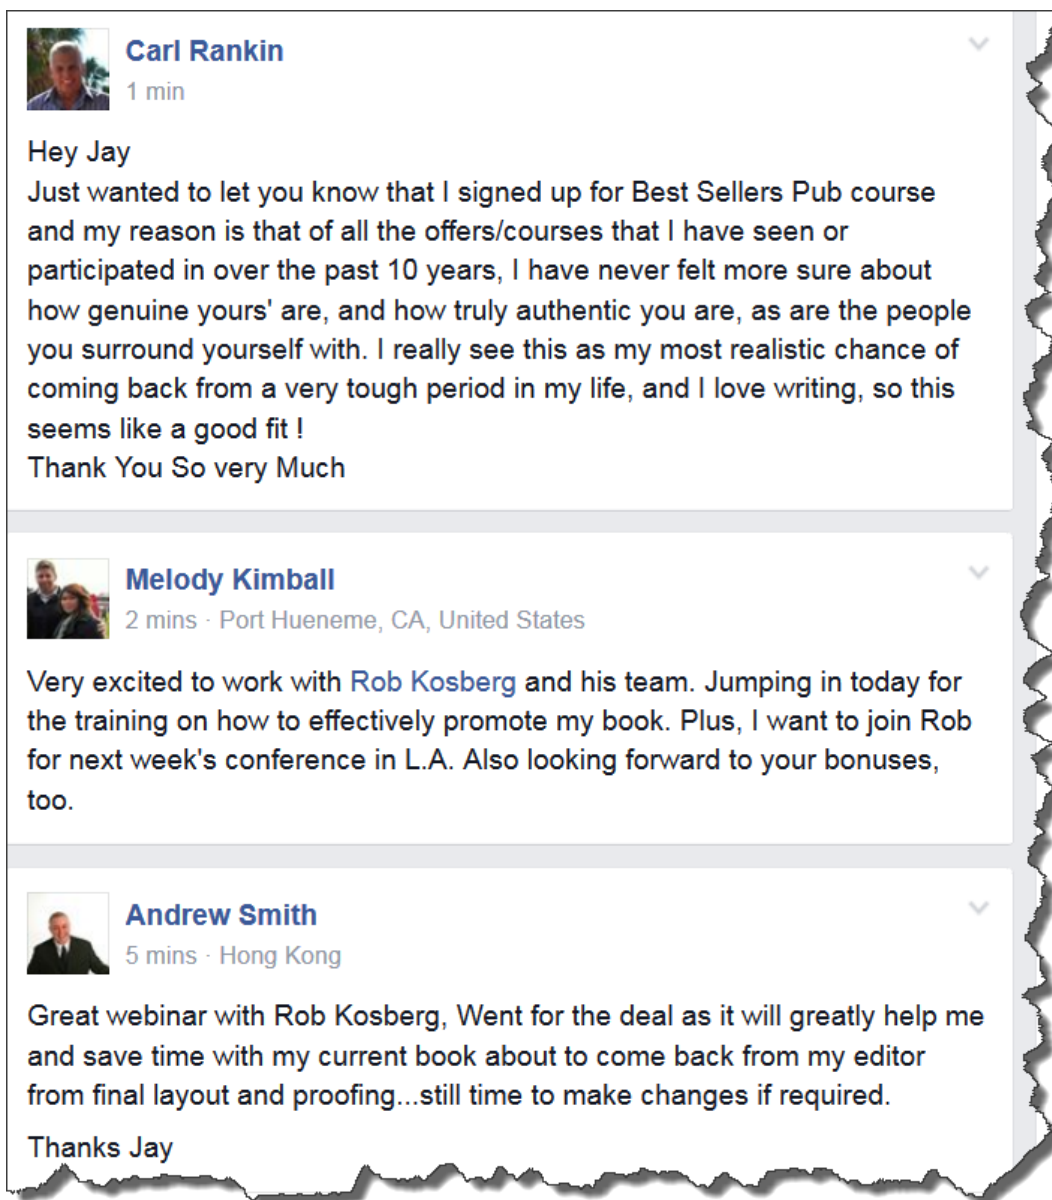 Carl Rankin
1 min
Hey Jay
Just wanted to let you know that I signed up for Best Sellers Pub course
and my reason is that of all the offers/courses that I have seen or
participated in over the past 10 years, I have never felt more sure about
how genuine yours' are, and how truly authentic you are, as are the people
you surround yourself with. I really see this as my most realistic chance of
coming back from a very tough period in my life, and I love writing, so this
seems like a good fit !
Thank You So very Much
Melody Kimball
2 mins · Port Hueneme, CA, United States
Very excited to work with Rob Kosberg and his team. Jumping in today for
the training on how to effectively promote my book. Plus, I want to join Rob
for next week's conference in L.A. Also looking forward to your bonuses,
too.
Andrew Smith
5 mins · Hong Kong
Great webinar with Rob Kosberg, Went for the deal as it will greatly help me
and save time with my current book about to come back from my editor
from final layout and proofing...still time to make changes if required.
Thanks Jay